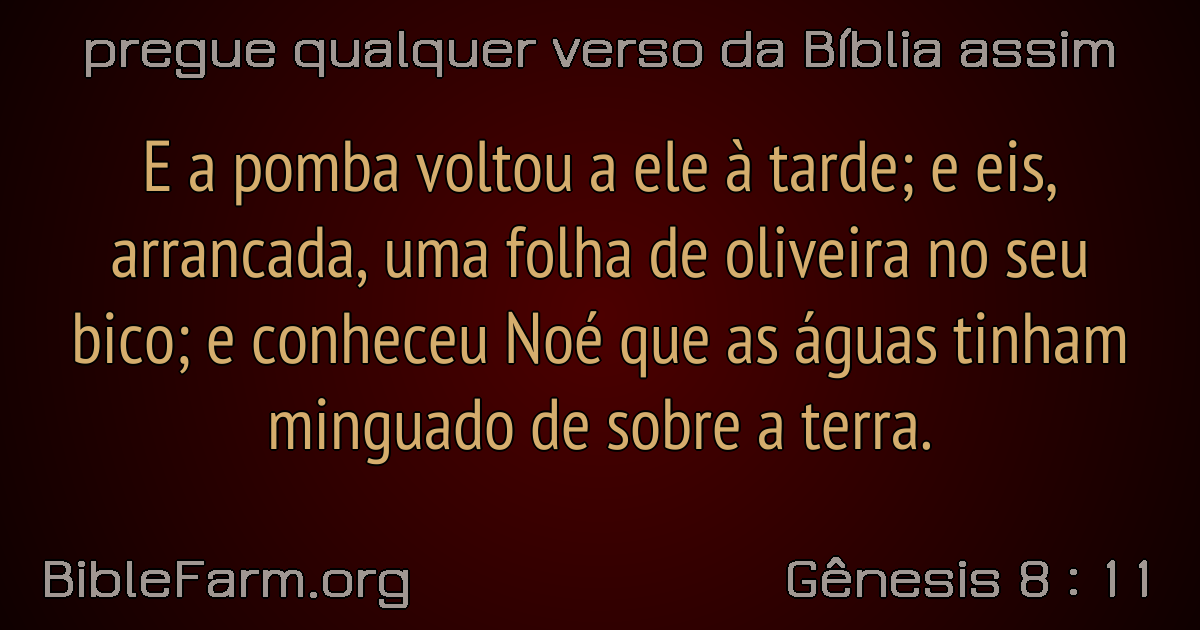 pregue qualquer verso da Bíblia assim
E a pomba voltou a ele à tarde; e eis,
arrancada, uma folha de oliveira no seu
bico; e conheceu Noé que as águas tinham
minguado de sobre a terra.
BibleFarm.org
Gênesis 8 : 11